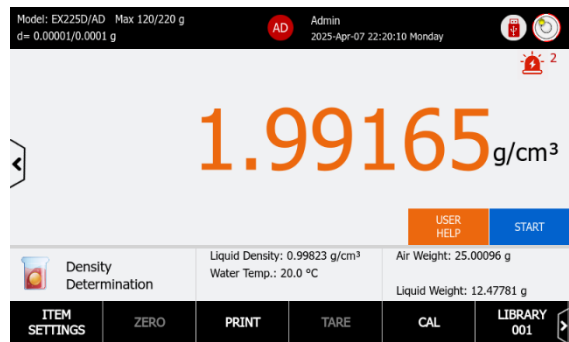 Model: EX225D/AD Max 120/220 g
d= 0.00001/0.0001 g
AD
Admin
2025-Apr-07 22:20:10 Monday
2
1.99165 g/cm³
USER
HELP
START
Density
Determination
Liquid Density: 0.99823 g/cm³
Water Temp.: 20.0 °C
Air Weight: 25.00096 g
Liquid Weight: 12.47781 g
ITEM
SETTINGS
ZERO
PRINT
TARE
CAL
LIBRARY
001